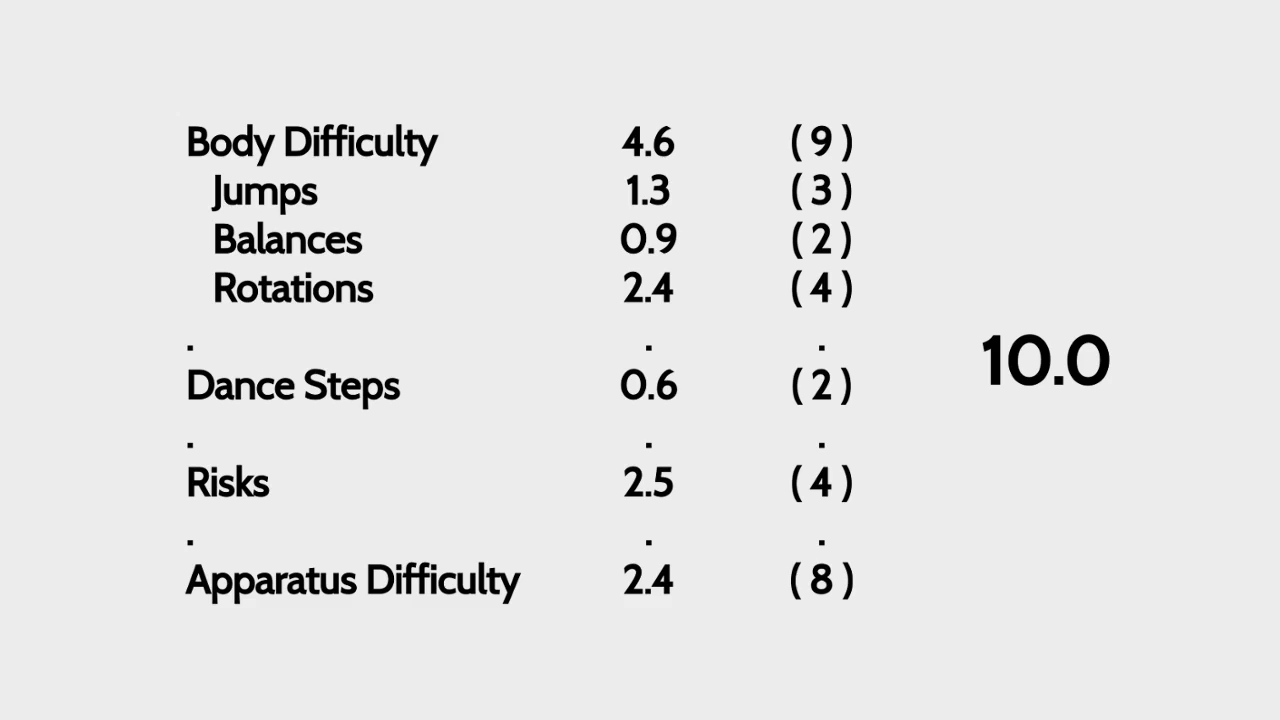 Body Difficulty 4.6 ( 9 )
Jumps 1.3 ( 3 )
Balances 0.9 ( 2 )
Rotations 2.4 ( 4 )
. . .
Dance Steps 0.6 ( 2 )
. . .
Risks 2.5 ( 4 )
. . .
Apparatus Difficulty 2.4 ( 8 )
10.0